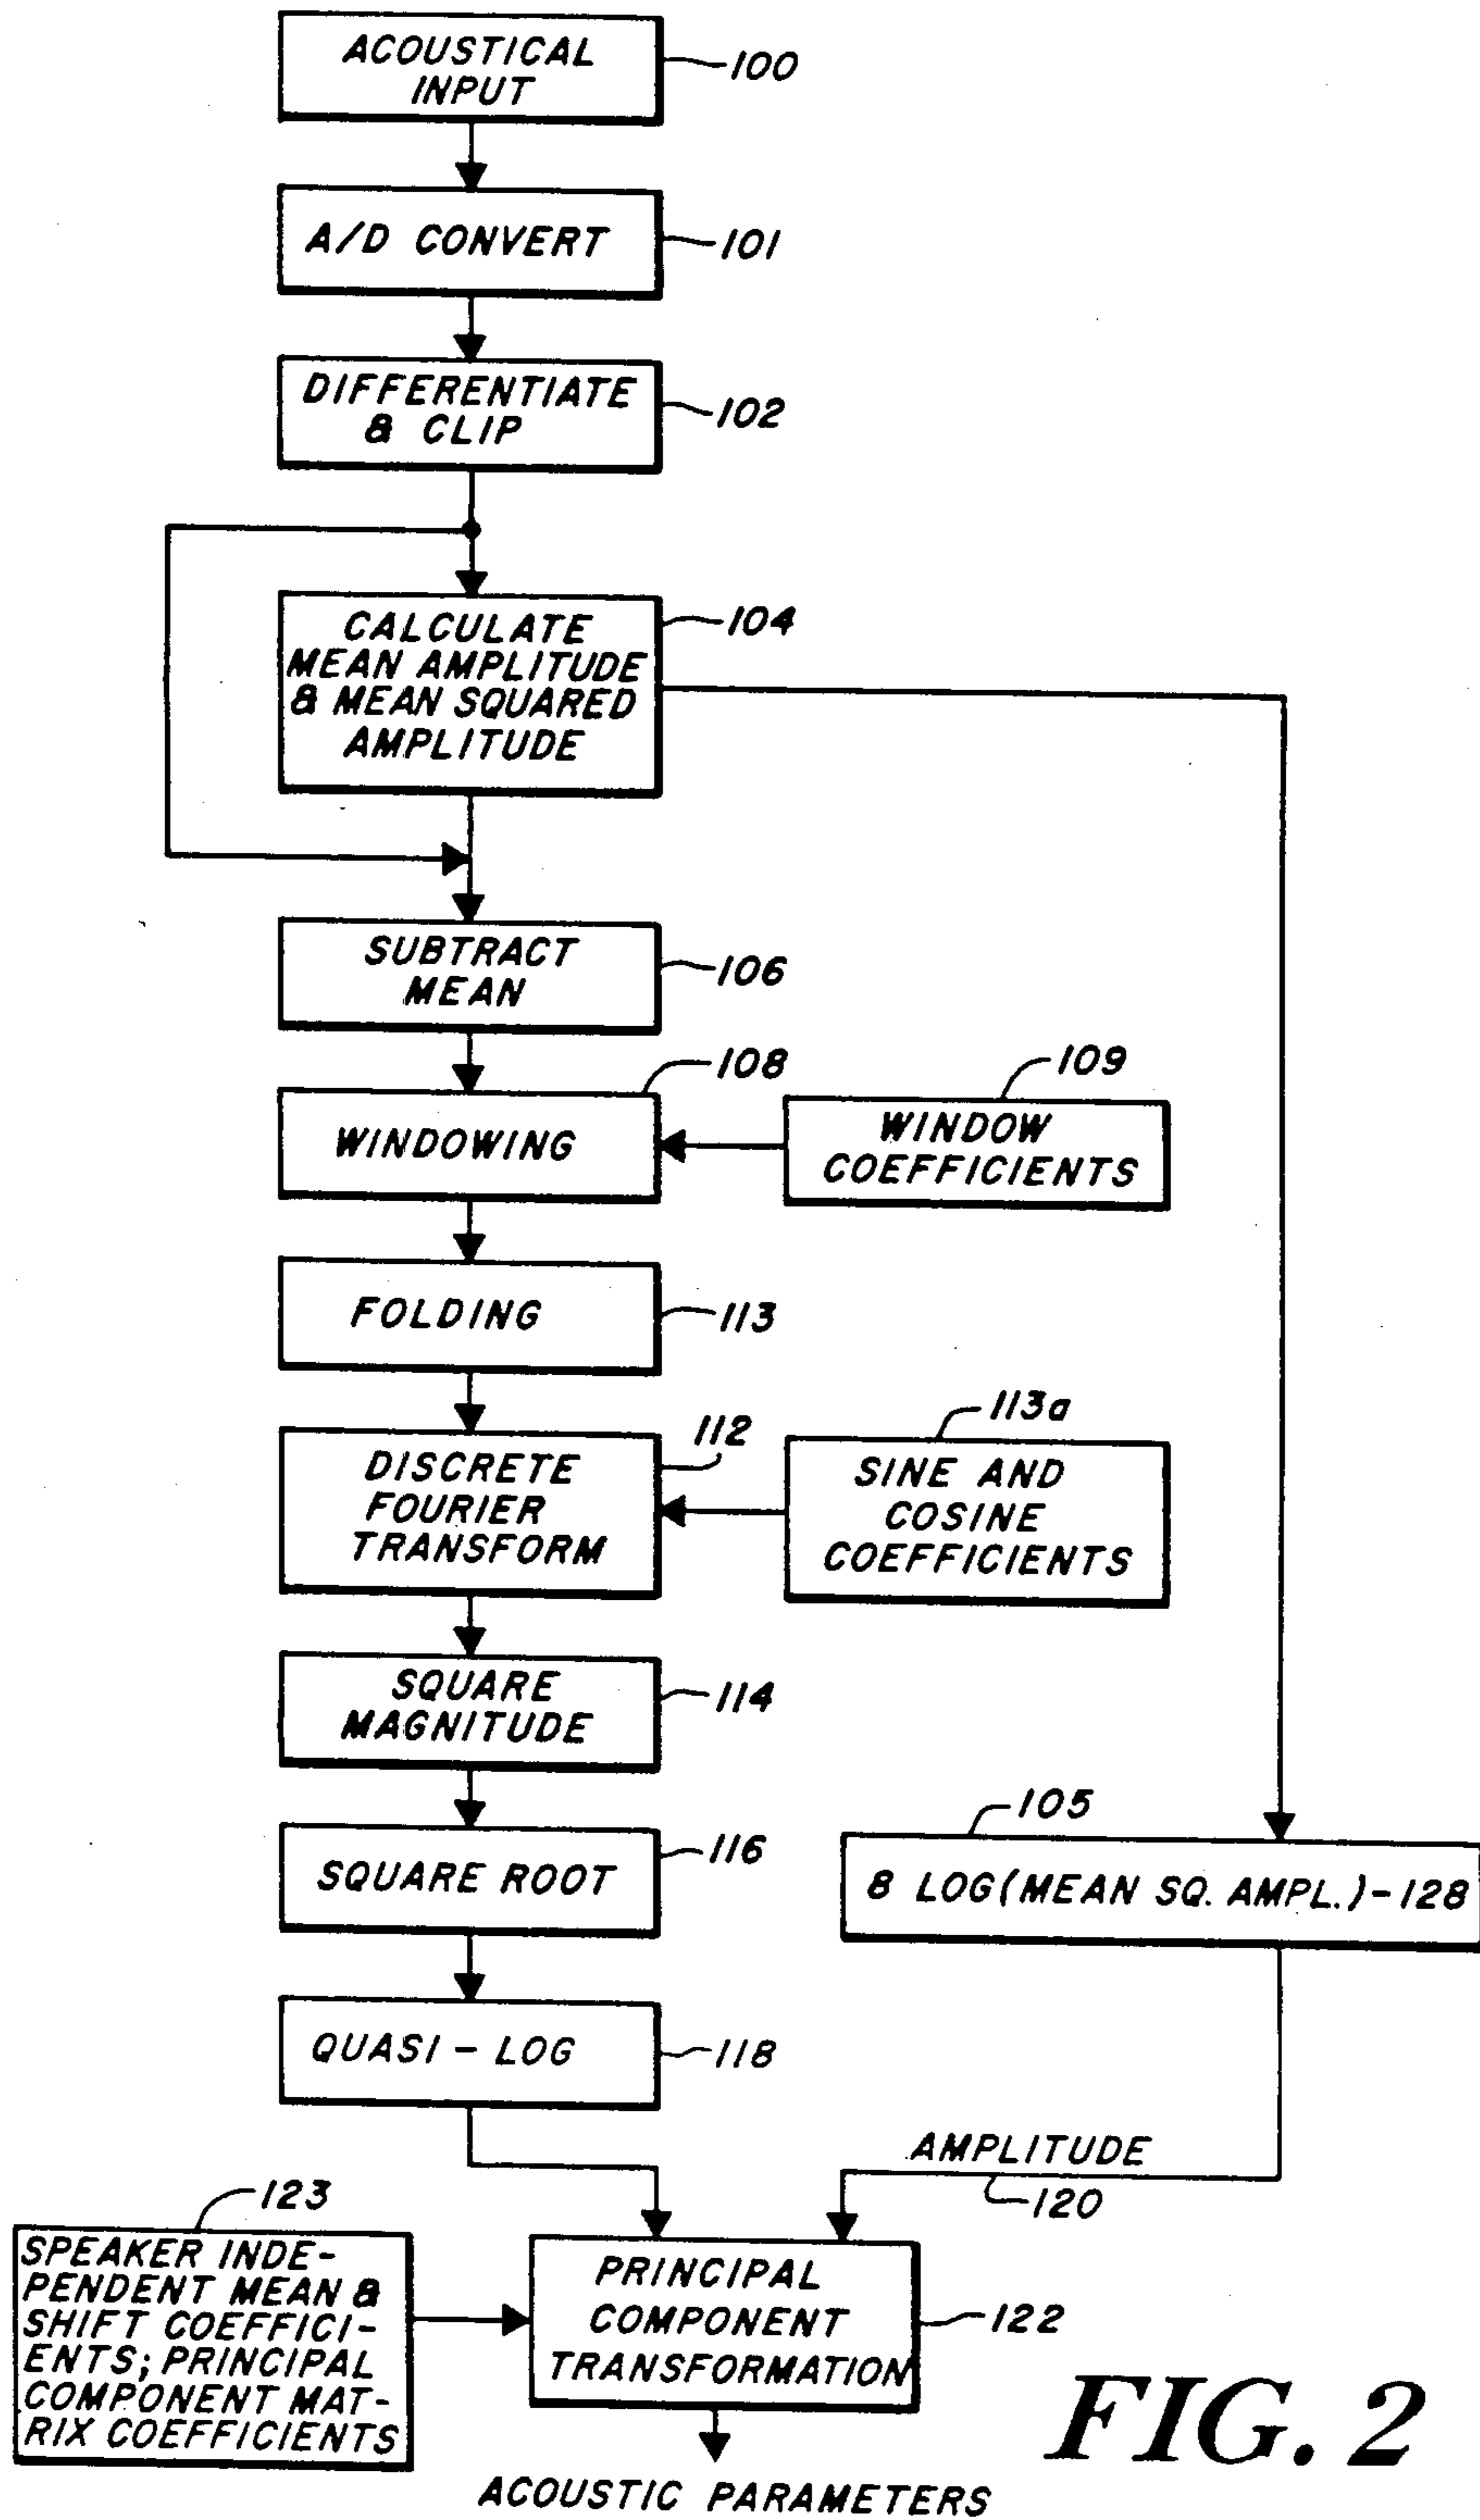 ACOUSTICAL
INPUT
100
A/D CONVERT
101
DIFFERENTIATE
& CLIP
102
CALCULATE
MEAN AMPLITUDE
& MEAN SQUARED
AMPLITUDE
104
SUBTRACT
MEAN
106
108
WINDOWING
109
WINDOW
COEFFICIENTS
FOLDING
113
112
DISCRETE
FOURIER
TRANSFORM
113a
SINE AND
COSINE
COEFFICIENTS
SQUARE
MAGNITUDE
114
SQUARE ROOT
116
105
8 LOG(MEAN SQ. AMPL.)-128
QUASI-LOG
118
AMPLITUDE
120
123
SPEAKER INDE-
PENDENT MEAN &
SHIFT COEFFICI-
ENTS; PRINCIPAL
COMPONENT MAT-
RIX COEFFICIENTS
PRINCIPAL
COMPONENT
TRANSFORMATION
122
ACOUSTIC PARAMETERS
FIG. 2